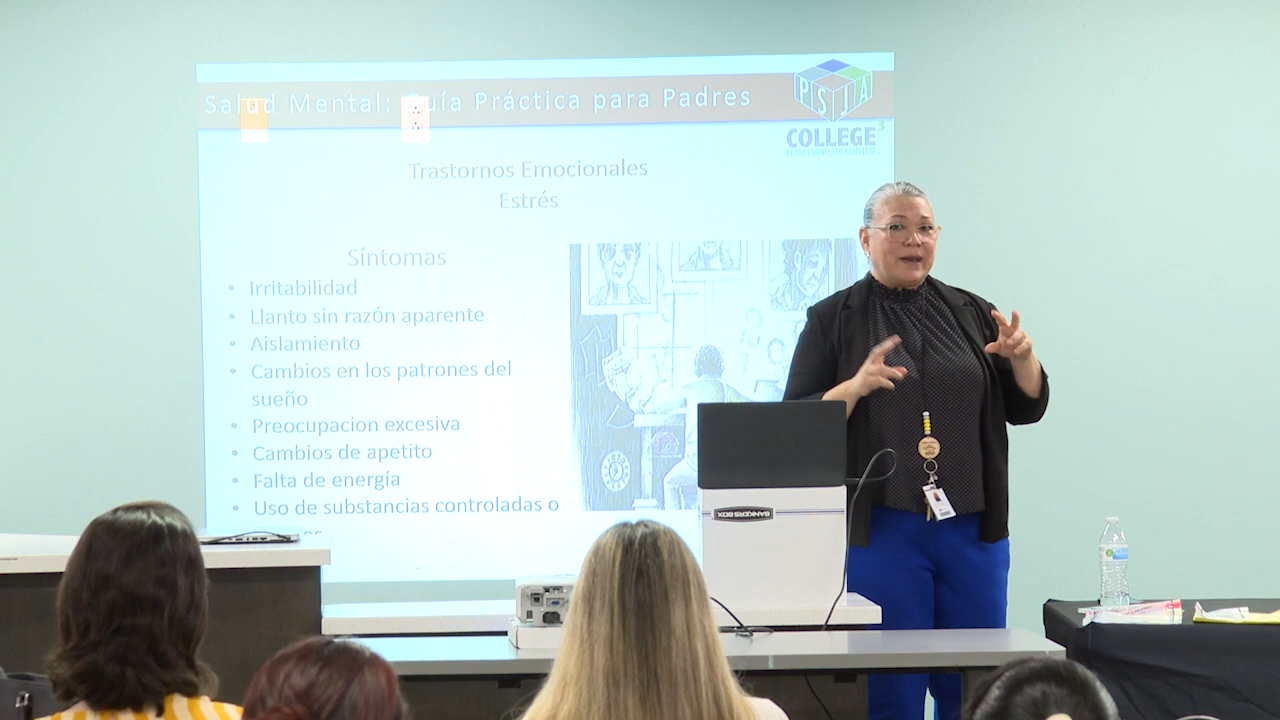 Salud Mental: Guía Práctica para Padres
PSJA
COLLEGE³
Trastornos Emocionales
Estrés
Síntomas
• Irritabilidad
• Llanto sin razón aparente
• Aislamiento
• Cambios en los patrones del
sueño
• Preocupacion excesiva
• Cambios de apetito
• Falta de energía
• Uso de substancias controladas o
BANKERS BOX